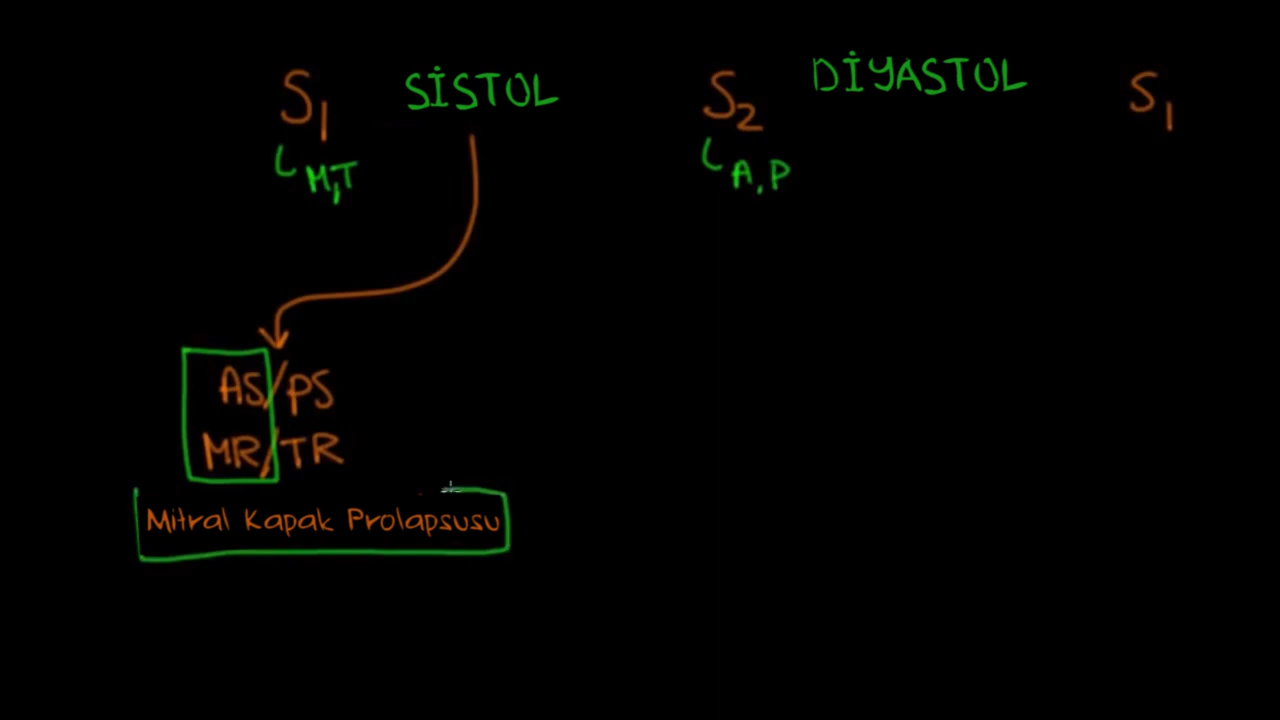 S1 SİSTOL S2 DİYASTOL S1
M,T A,P
AS/PS
MR/TR
Mitral Kapak Prolapsusu